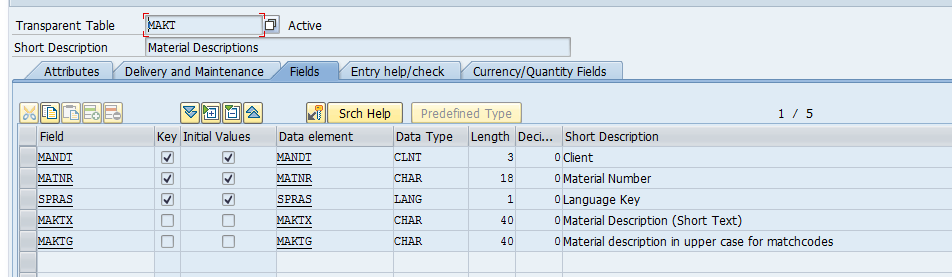 Transparent Table MAKT Active
Short Description Material Descriptions
Attributes Delivery and Maintenance Fields Entry help/check Currency/Quantity Fields
Srch Help Predefined Type 1 / 5
Field Key Initial Values Data element Data Type Length Deci... Short Description
MANDT MANDT CLNT 3 0 Client
MATNR MATNR CHAR 18 0 Material Number
SPRAS SPRAS LANG 1 0 Language Key
MAKTX MAKTX CHAR 40 0 Material Description (Short Text)
MAKTG MAKTG CHAR 40 0 Material description in upper case for matchcodes